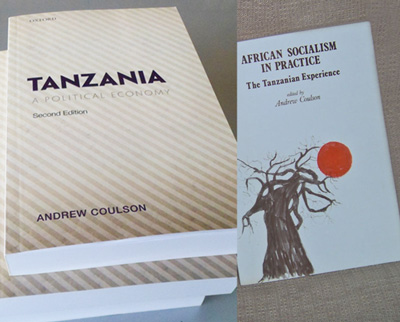 OXFORD
TANZANIA
A POLITICAL ECONOMY
Second Edition
ANDREW COULSON
AFRICAN SOCIALISM
IN PRACTICE
The Tanzanian Experience
edited by
Andrew Coulson